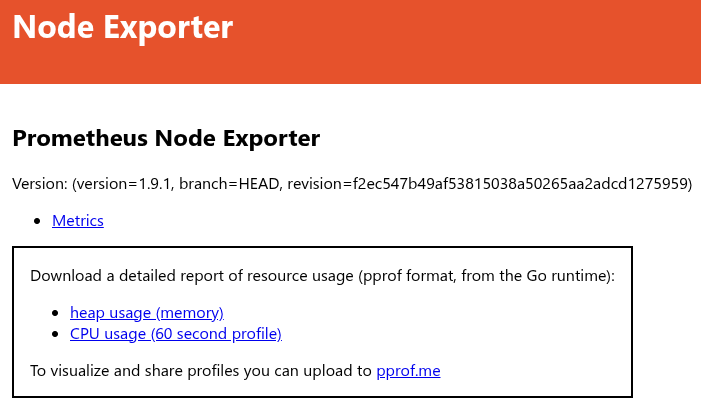 Node Exporter
Prometheus Node Exporter
Version: (version=1.9.1, branch=HEAD, revision=f2ec547b49af53815038a50265aa2adcd1275959)
Metrics
Download a detailed report of resource usage (pprof format, from the Go runtime):
heap usage (memory)
CPU usage (60 second profile)
To visualize and share profiles you can upload to pprof.me